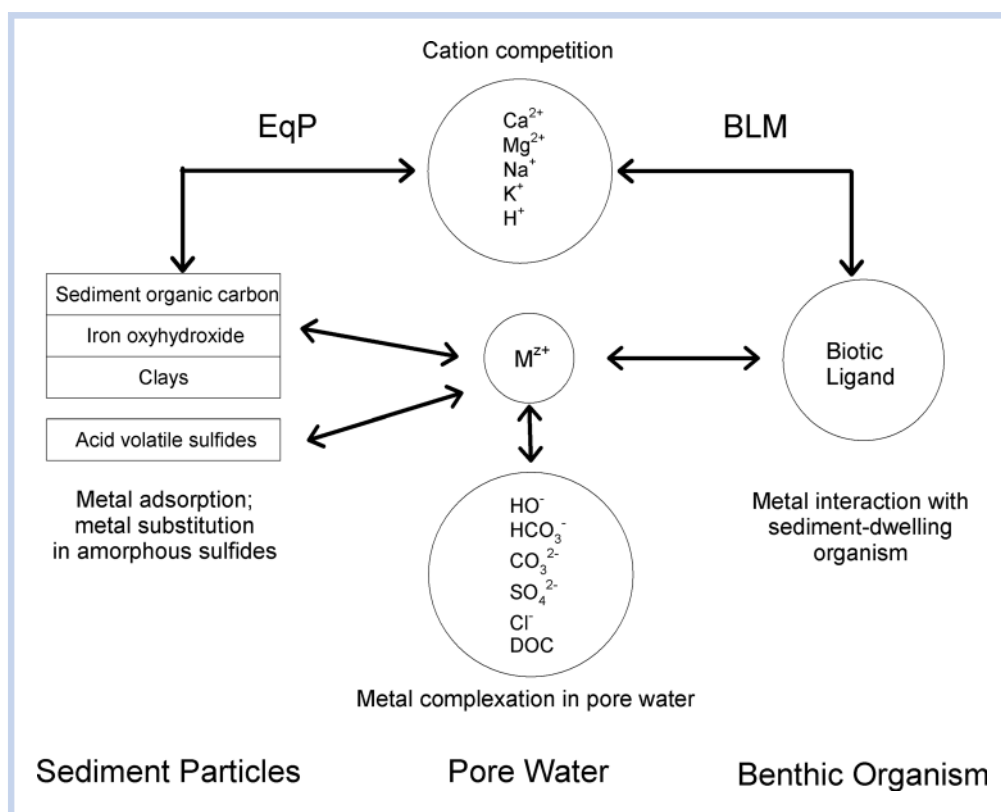 Cation competition
EqP
BLM
Ca²⁺
Mg²⁺
Na⁺
K⁺
H⁺
Sediment organic carbon
Iron oxyhydroxide
Clays
Acid volatile sulfides
Metal adsorption;
metal substitution
in amorphous sulfides
Mᶻ⁺
Biotic
Ligand
Metal interaction with
sediment-dwelling
organism
HO⁻
HCO₃⁻
CO₃²⁻
SO₄²⁻
Cl⁻
DOC
Metal complexation in pore water
Sediment Particles
Pore Water
Benthic Organism